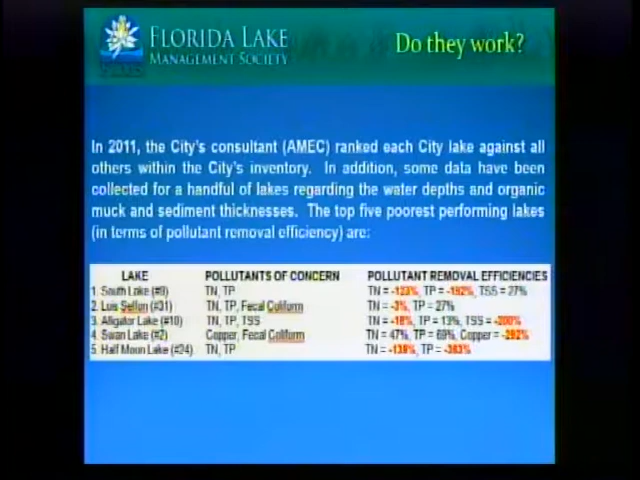 FLORIDA LAKE
MANAGEMENT SOCIETY
Do they work?
In 2011, the City's consultant (AMEC) ranked each City lake against all
others within the City's inventory. In addition, some data have been
collected for a handful of lakes regarding the water depths and organic
muck and sediment thicknesses. The top five poorest performing lakes
(in terms of pollutant removal efficiency) are:
LAKE POLLUTANTS OF CONCERN POLLUTANT REMOVAL EFFICIENCIES
1. South Lake (#9) TN, TP TN = -123%, TP = -192%, TSS = 27%
2. Luis Sellon (#31) TN, TP, Fecal Coliform TN = -3%, TP = 27%
3. Alligator Lake (#10) TN, TP, TSS TN = -18%, TP = 13%, TSS = -200%
4. Swan Lake (#2) Copper, Fecal Coliform TN = 47%, TP = 69%, Copper = -292%
5. Half Moon Lake (#24) TN, TP TN = -139%, TP = -363%